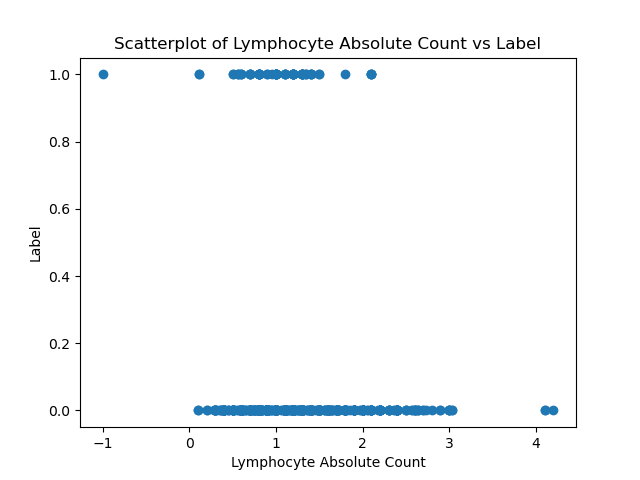 Scatterplot of Lymphocyte Absolute Count vs Label
1.0
0.8
0.6
0.4
0.2
0.0
Label
−1 0 1 2 3 4
Lymphocyte Absolute Count